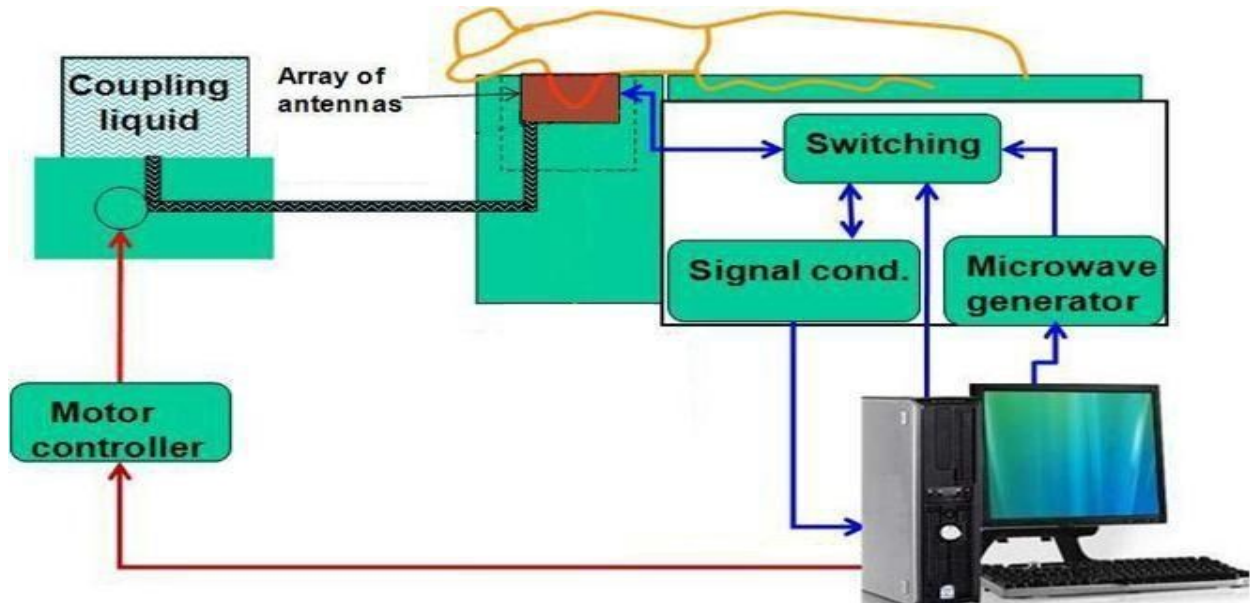 Coupling
liquid
Array of
antennas
Switching
Signal cond.
Microwave
generator
Motor
controller